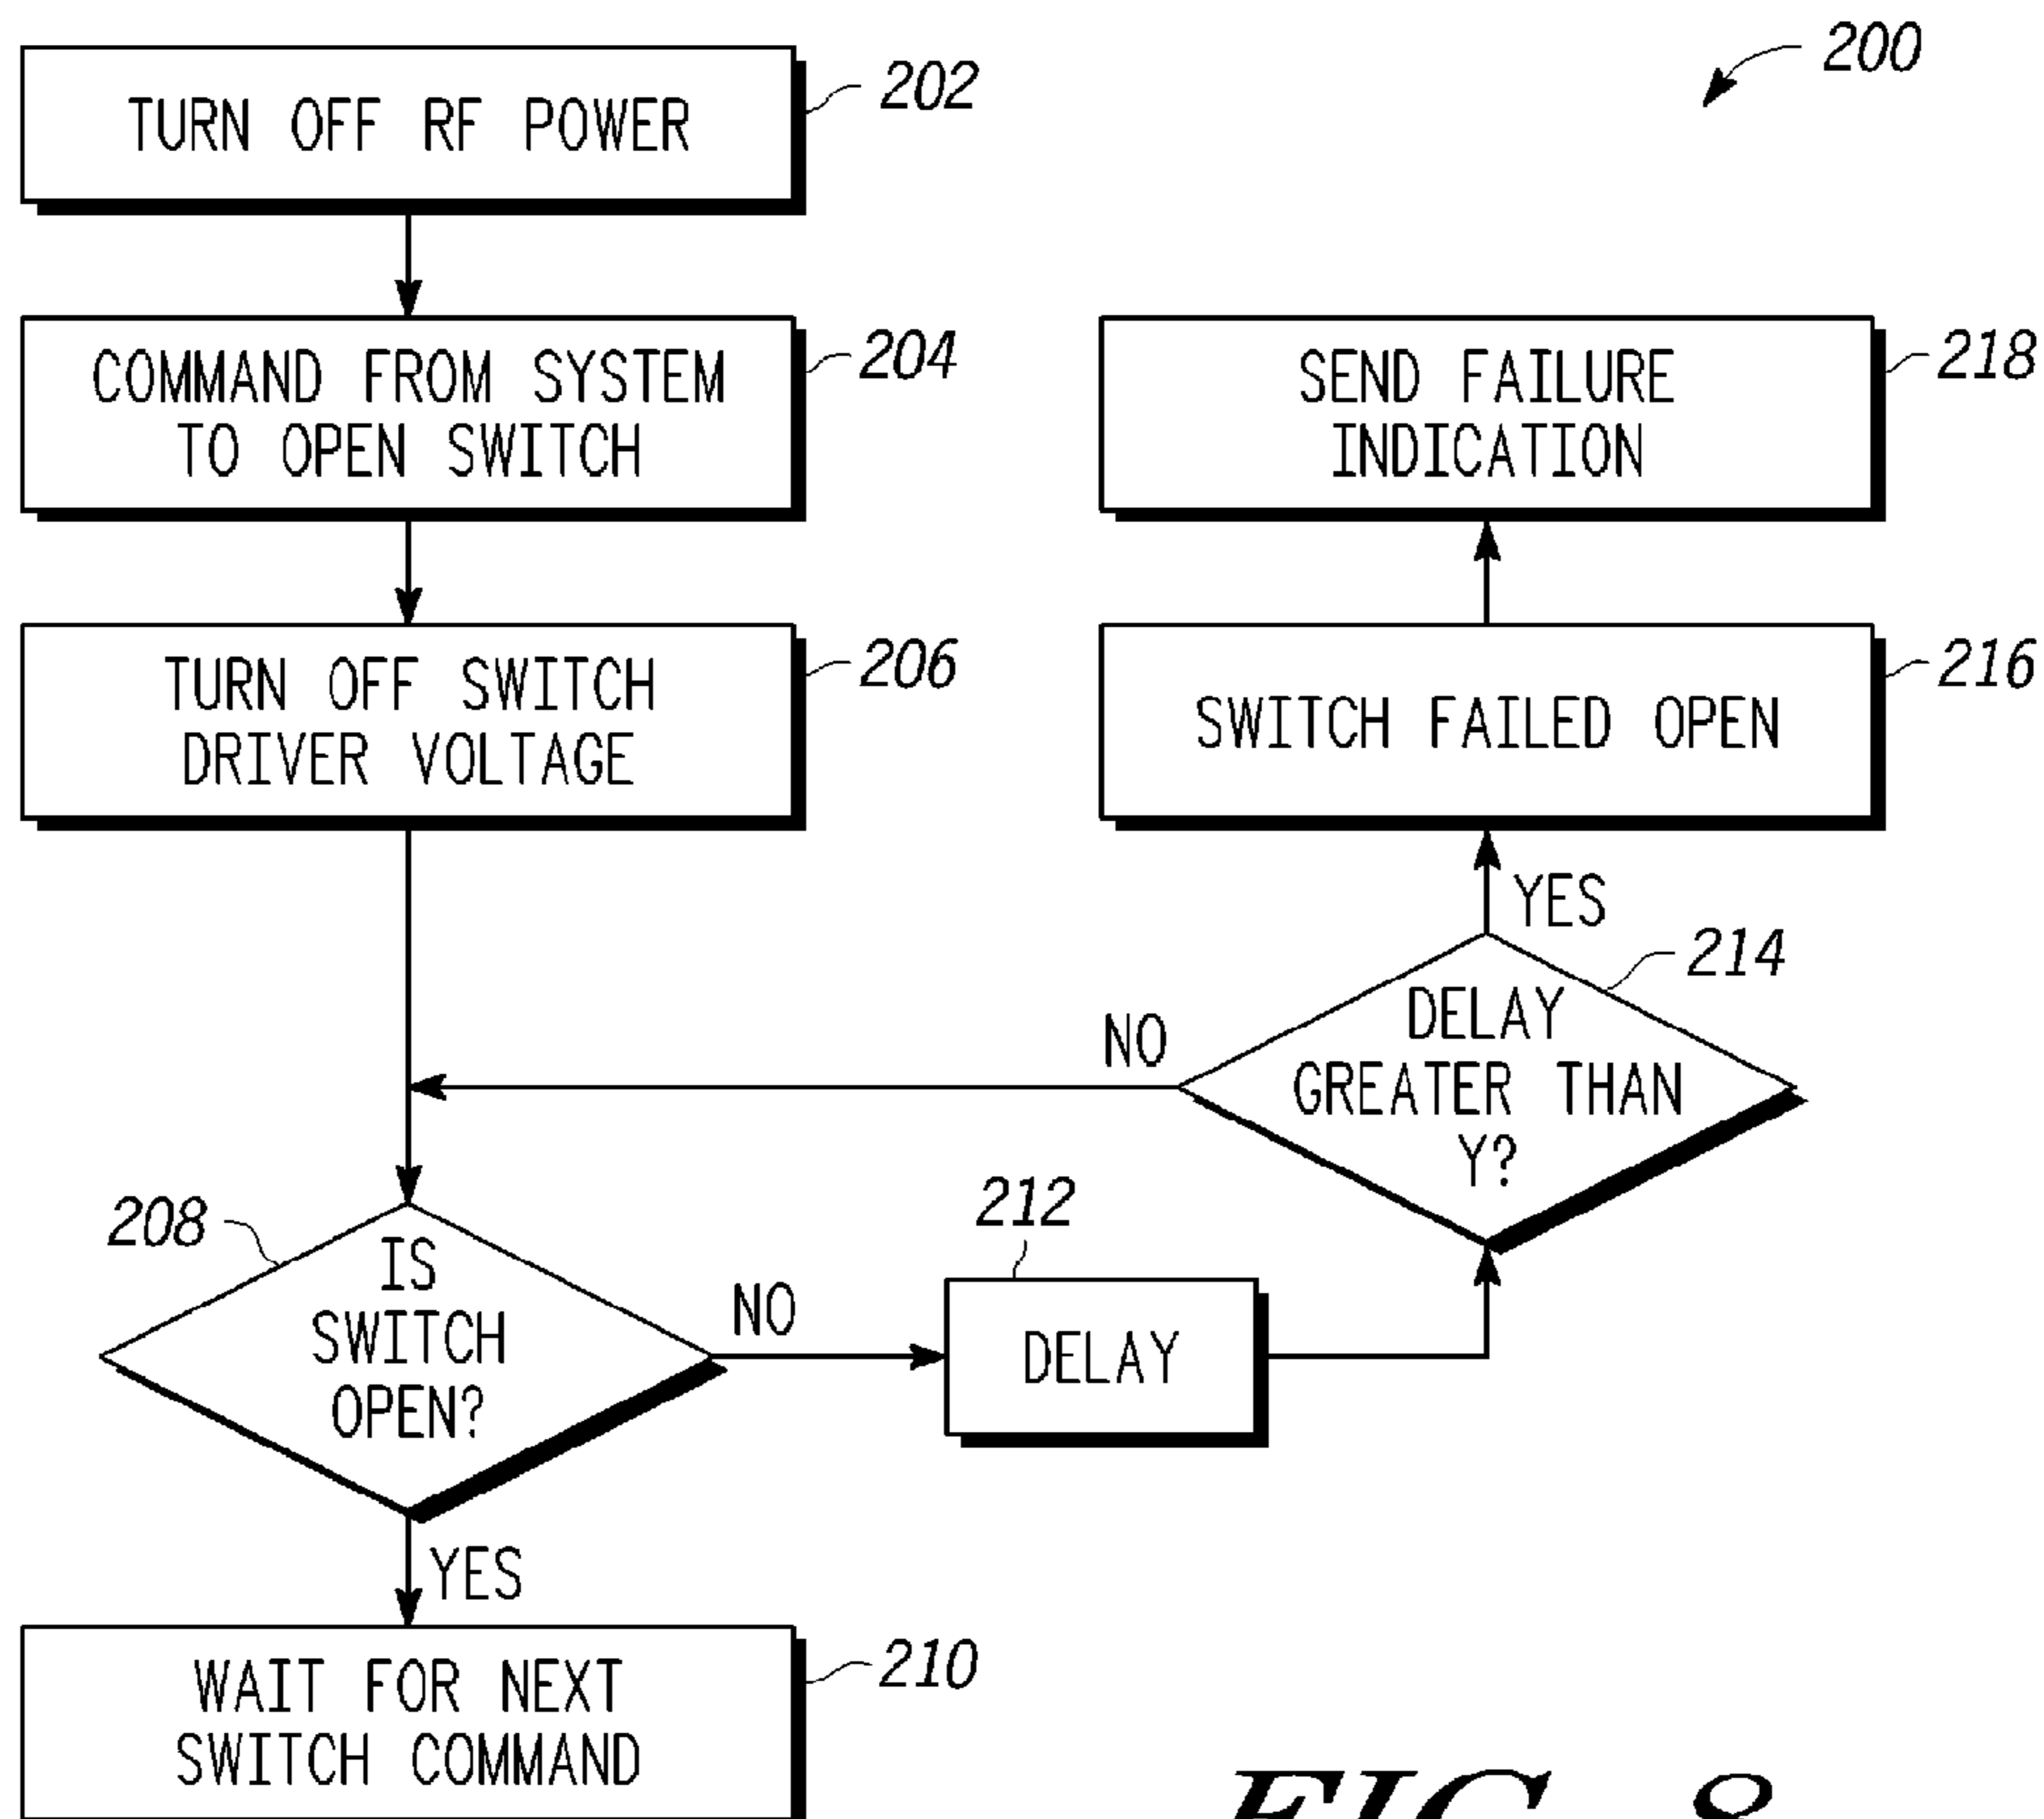 200
TURN OFF RF POWER
202
COMMAND FROM SYSTEM
TO OPEN SWITCH
204
TURN OFF SWITCH
DRIVER VOLTAGE
206
208
IS
SWITCH
OPEN?
NO
YES
WAIT FOR NEXT
SWITCH COMMAND
210
212
DELAY
214
DELAY
GREATER THAN
Y?
NO
YES
SWITCH FAILED OPEN
216
SEND FAILURE
INDICATION
218
FIG. 8